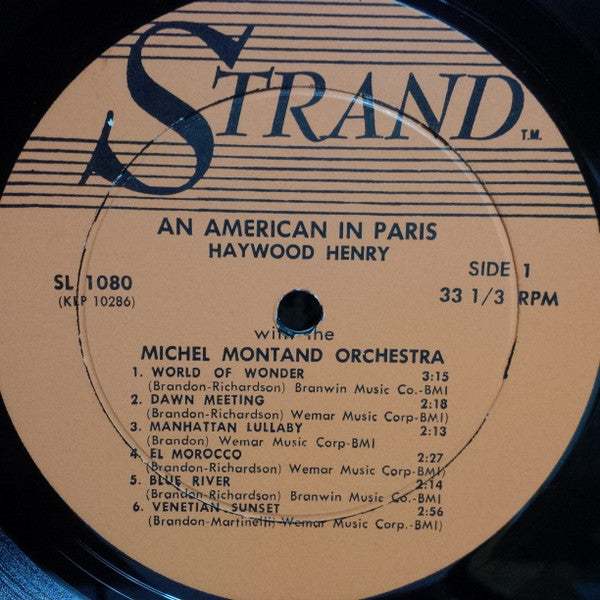 STRAND T.M.
AN AMERICAN IN PARIS
HAYWOOD HENRY
SL 1080
(KLP 10286)
SIDE 1
33 1/3 RPM
with the
MICHEL MONTAND ORCHESTRA
1. WORLD OF WONDER 3:15
(Brandon-Richardson) Branwin Music Co.-BMI
2. DAWN MEETING 2:18
(Brandon-Richardson) Wemar Music Corp-BMI)
3. MANHATTAN LULLABY 2:13
(Brandon) Wemar Music Corp-BMI
4. EL MOROCCO 2:27
(Brandon-Richardson) Wemar Music Corp-BMI)
5. BLUE RIVER 2:14
(Brandon-Richardson) Branwin Music Co.-BMI
6. VENETIAN SUNSET 2:56
(Brandon-Martinelli) Wemar Music Corp.-BMI)